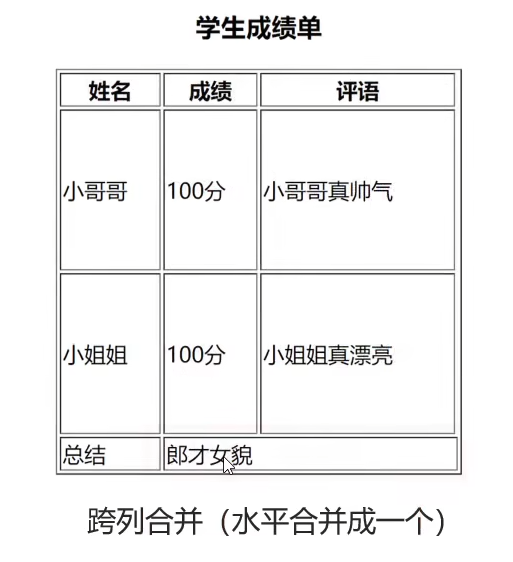 学生成绩单
姓名 成绩 评语
小哥哥 100分 小哥哥真帅气
小姐姐 100分 小姐姐真漂亮
总结 郎才女貌
跨列合并（水平合并成一个）